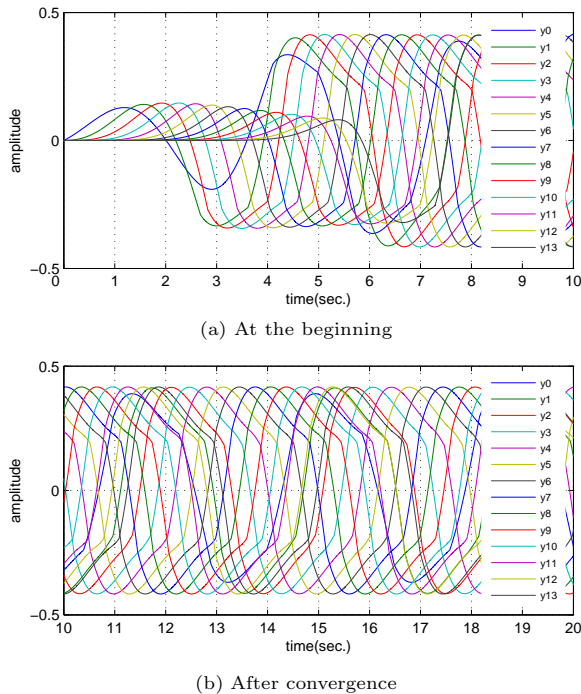 0.5
0
-0.5
amplitude
0 1 2 3 4 5 6 7 8 9 10
time(sec.)
y0
y1
y2
y3
y4
y5
y6
y7
y8
y9
y10
y11
y12
y13
(a) At the beginning
0.5
0
-0.5
amplitude
10 11 12 13 14 15 16 17 18 19 20
time(sec.)
y0
y1
y2
y3
y4
y5
y6
y7
y8
y9
y10
y11
y12
y13
(b) After convergence